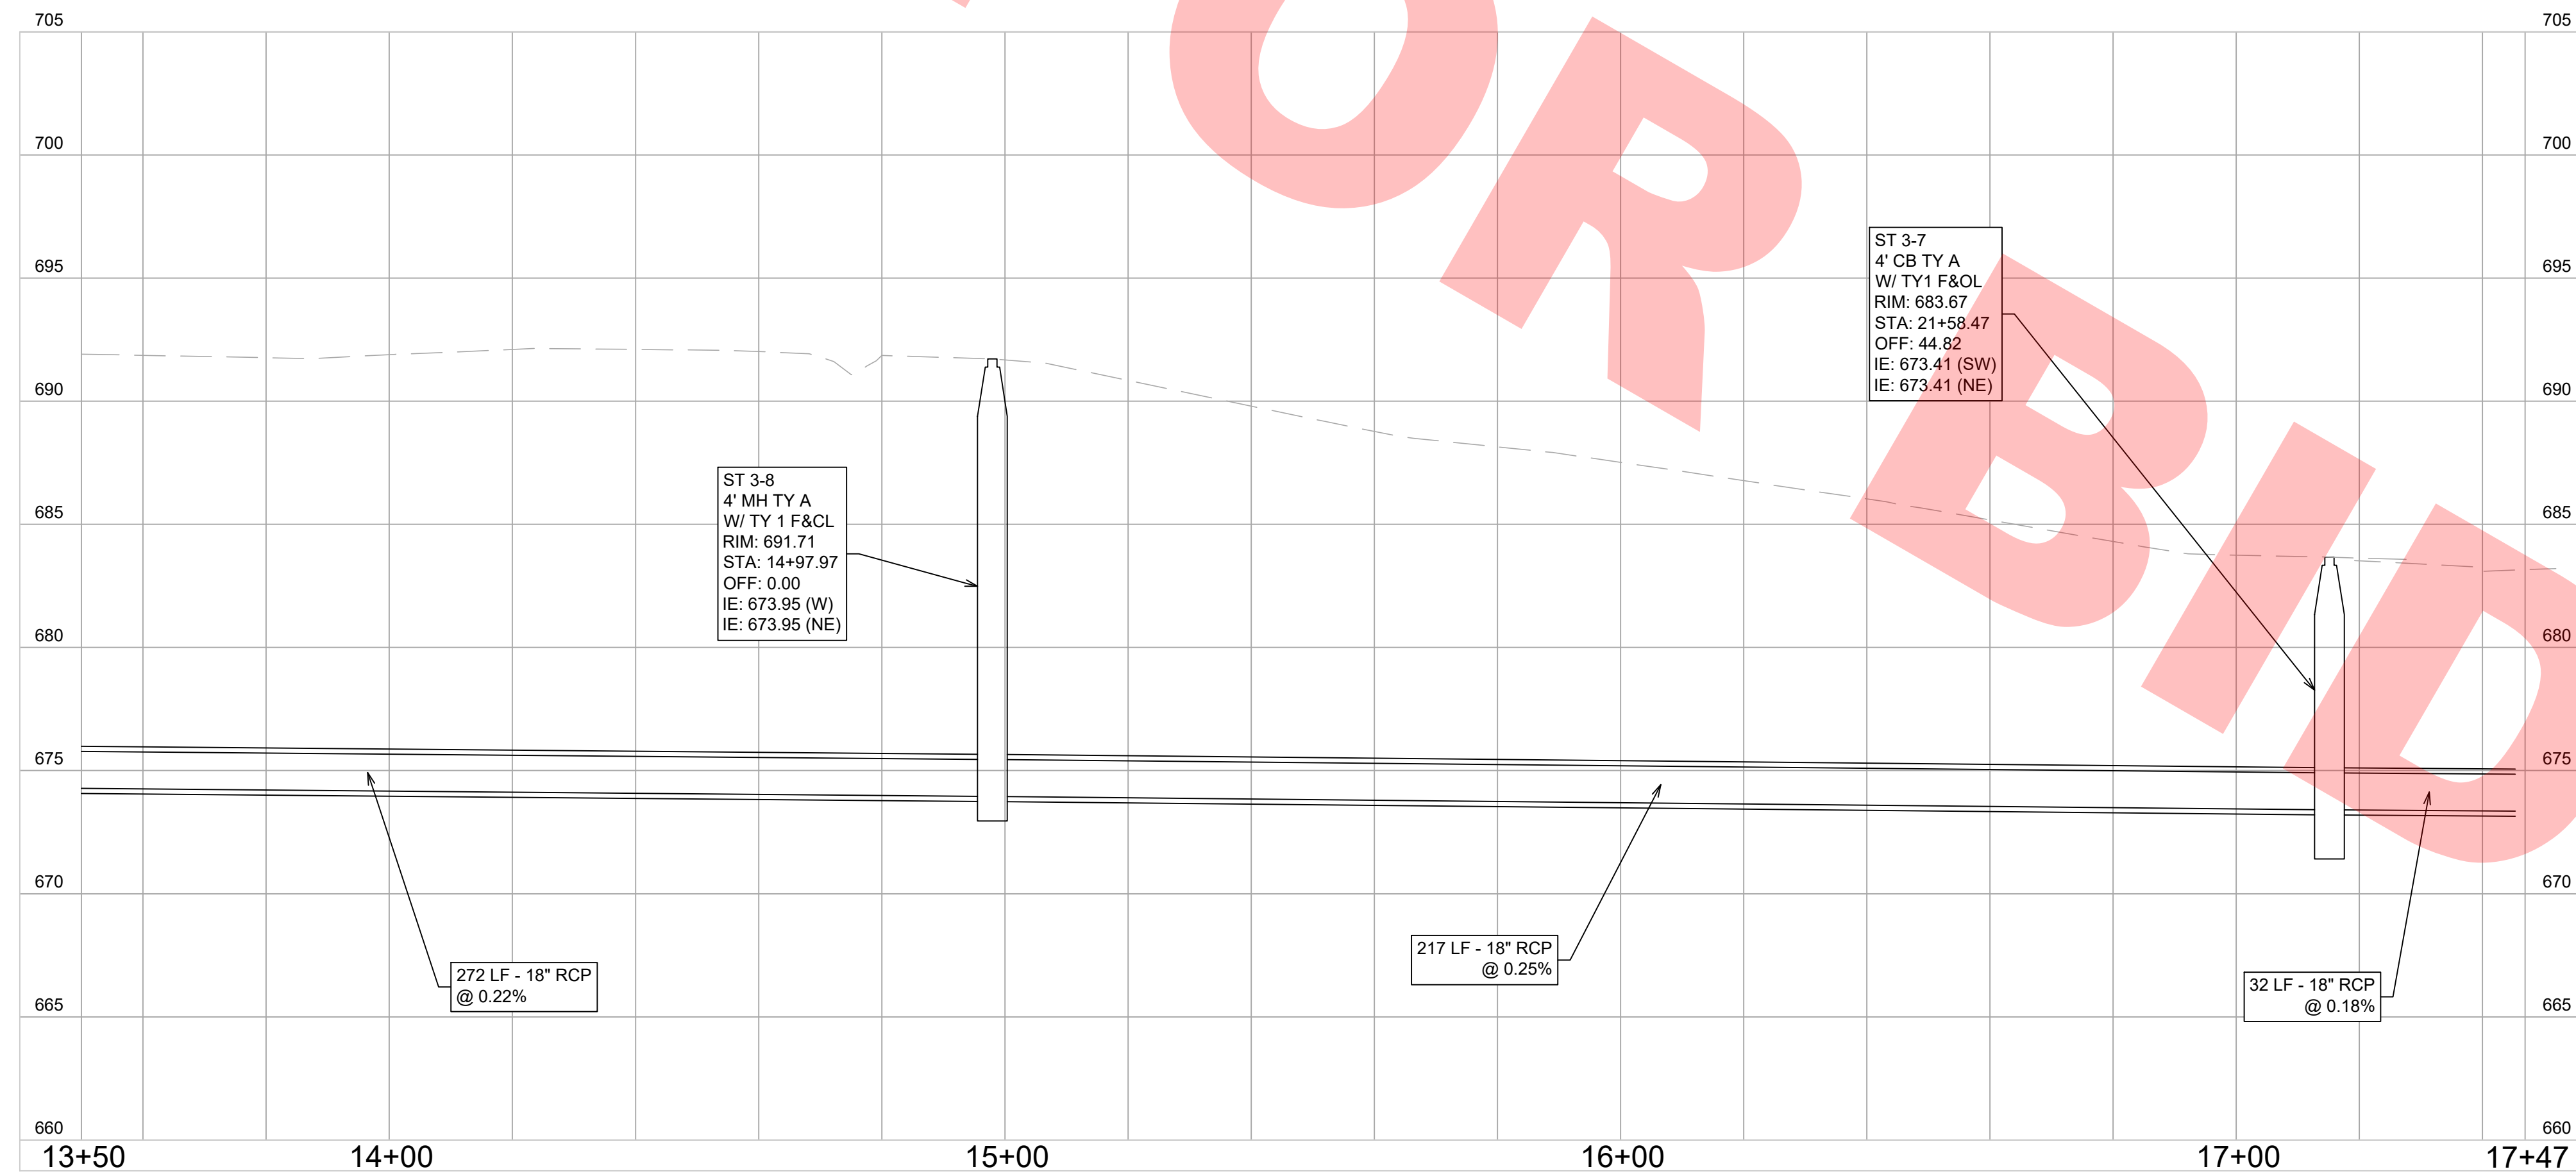 705
705
700
700
695
695
690
690
685
685
680
680
675
675
670
670
665
665
660
660
ST 3-7
4' CB TY A
W/ TY1 F&OL
RIM: 683.67
STA: 21+58.47
OFF: 44.82
IE: 673.41 (SW)
IE: 673.41 (NE)
ST 3-8
4' MH TY A
W/ TY 1 F&CL
RIM: 691.71
STA: 14+97.97
OFF: 0.00
IE: 673.95 (W)
IE: 673.95 (NE)
272 LF - 18" RCP
@ 0.22%
217 LF - 18" RCP
@ 0.25%
32 LF - 18" RCP
@ 0.18%
13+50
14+00
15+00
16+00
17+00
17+47
OR BID